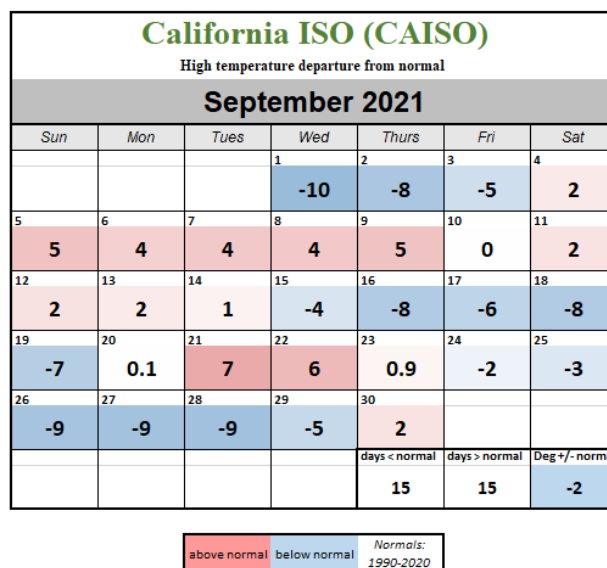 California ISO (CAISO)
High temperature departure from normal
September 2021
Sun Mon Tues Wed Thurs Fri Sat
1 2 3 4
-10 -8 -5 2
5 6 7 8 9 10 11
5 4 4 4 5 0 2
12 13 14 15 16 17 18
2 2 1 -4 -8 -6 -8
19 20 21 22 23 24 25
-7 0.1 7 6 0.9 -2 -3
26 27 28 29 30
-9 -9 -9 -5 2
days < normal days > normal Deg +/- norm
15 15 -2
above normal below normal Normals:
1990-2020